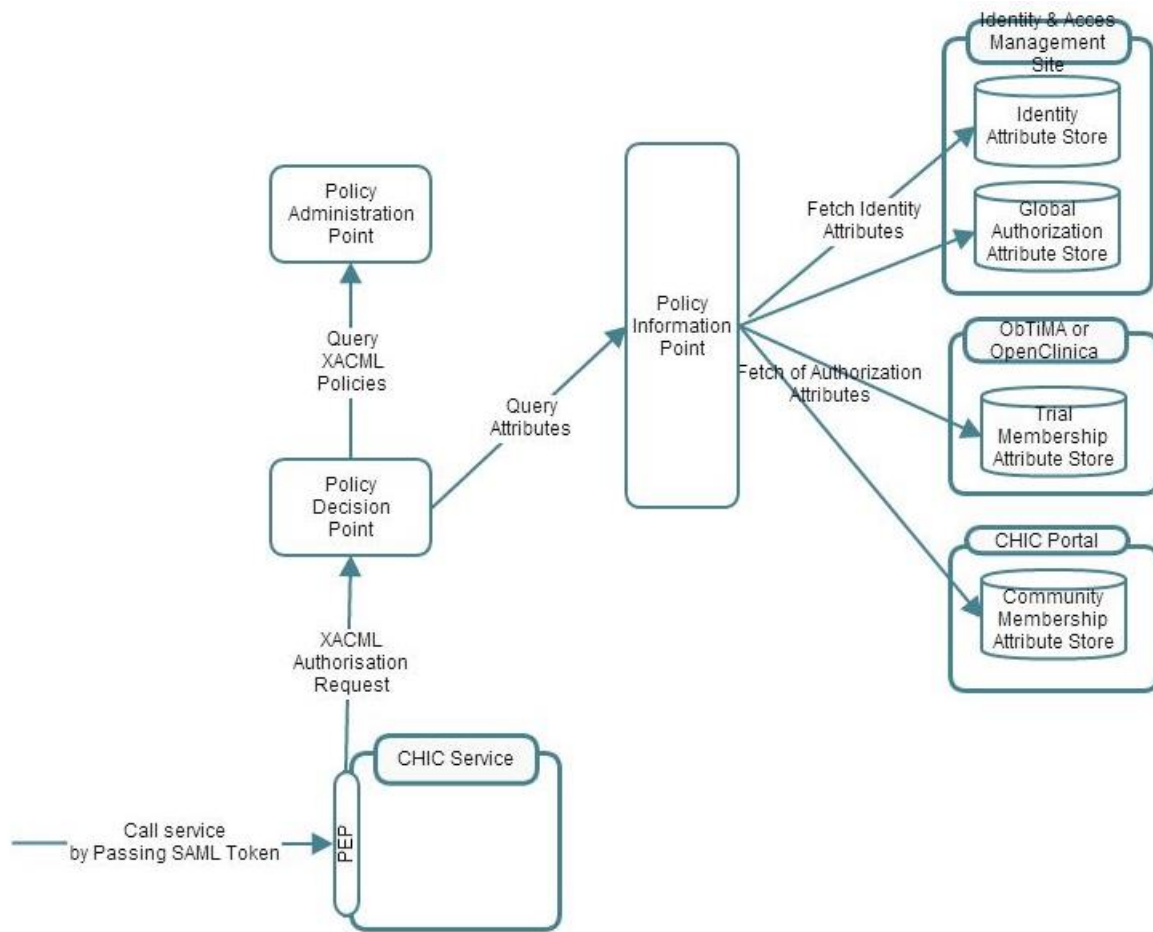 Identity & Acces
Management
Site
Identity
Attribute Store
Global
Authorization
Attribute Store
Policy
Administration
Point
Fetch Identity
Attributes
Policy
Information
Point
Query
XACML
Policies
Query
Attributes
Fetch of Authorization
Attributes
ObTiMA or
OpenClinica
Trial
Membership
Attribute Store
Policy
Decision
Point
CHIC Portal
Community
Membership
Attribute Store
XACML
Authorisation
Request
CHIC Service
PEP
Call service
by Passing SAML Token